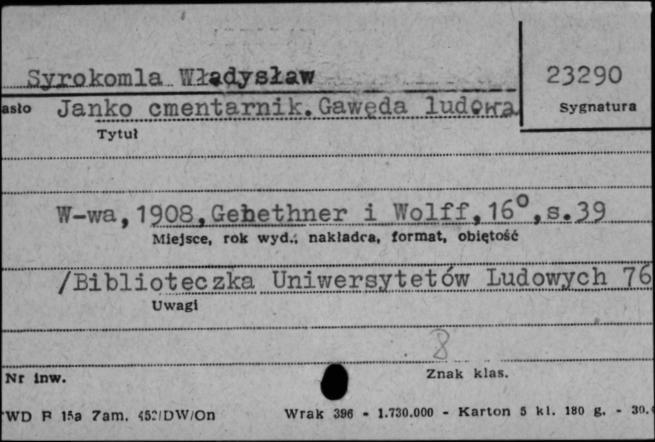 Syrokomla Władysław
23290
asło Janko cmentarnik.Gawęda ludowa
Sygnatura
Tytuł
W-wa, 1908,Gebethner i Wolff,16°,s.39
Miejsce, rok wyd., nakładca, format, objętość
/Biblioteczka Uniwersytetów Ludowych 76
Uwagi
8
Nr inw.
Znak klas.
WD R 15a Zam. 452/DW/On Wrak 396 - 1.730.000 - Karton 5 kl. 180 g. - 30.